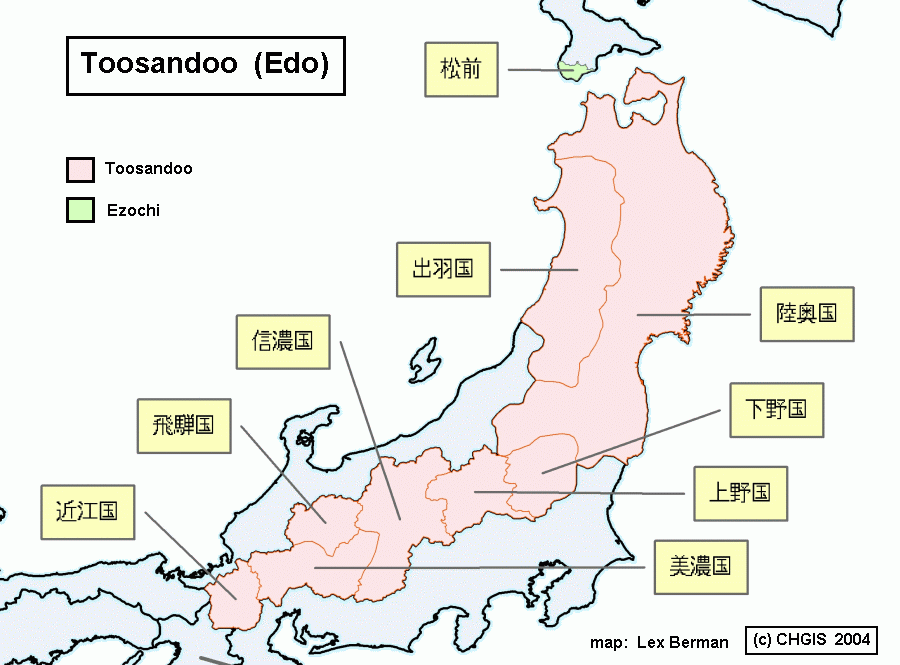 Toosandoo (Edo)
松前
Toosandoo
Ezochi
出羽国
陸奥国
信濃国
下野国
飛騨国
上野国
近江国
美濃国
map: Lex Berman
(c) CHGIS 2004